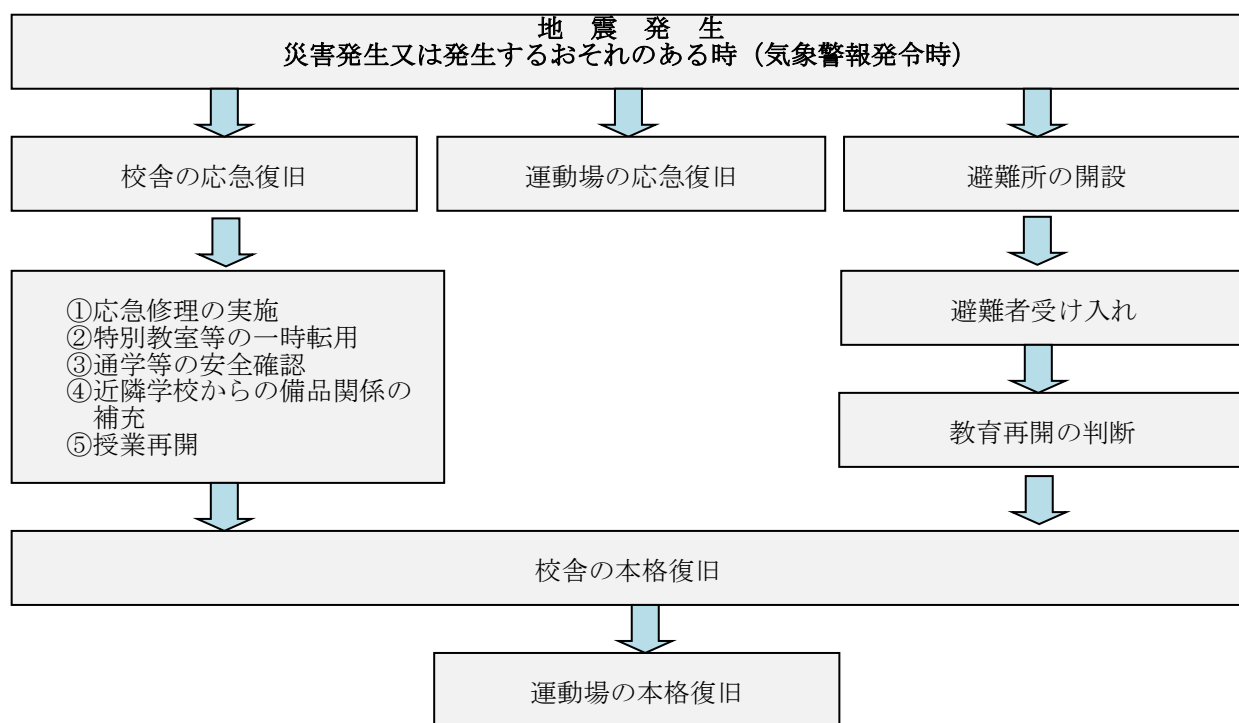 地　震　発　生
災害発生又は発生するおそれのある時（気象警報発令時）
校舎の応急復旧
運動場の応急復旧
避難所の開設
①応急修理の実施
②特別教室等の一時転用
③通学等の安全確認
④近隣学校からの備品関係の
補充
⑤授業再開
避難者受け入れ
教育再開の判断
校舎の本格復旧
運動場の本格復旧